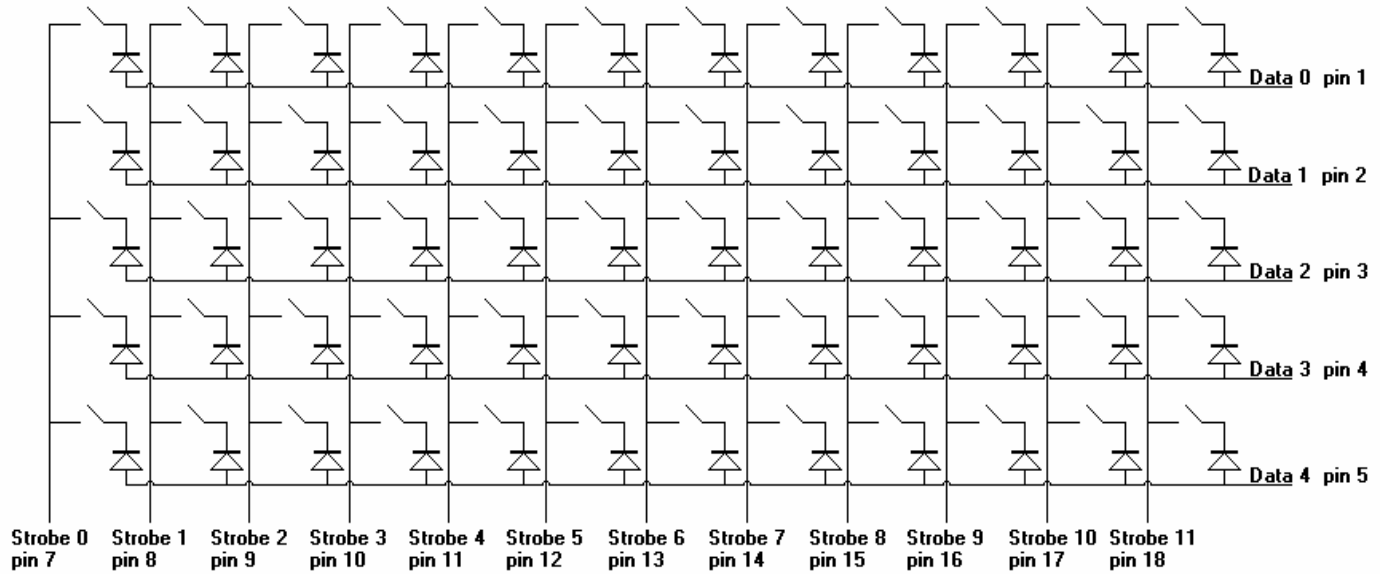 Data 0 pin 1
Data 1 pin 2
Data 2 pin 3
Data 3 pin 4
Data 4 pin 5
Strobe 0 Strobe 1 Strobe 2 Strobe 3 Strobe 4 Strobe 5 Strobe 6 Strobe 7 Strobe 8 Strobe 9 Strobe 10 Strobe 11
pin 7 pin 8 pin 9 pin 10 pin 11 pin 12 pin 13 pin 14 pin 15 pin 16 pin 17 pin 18